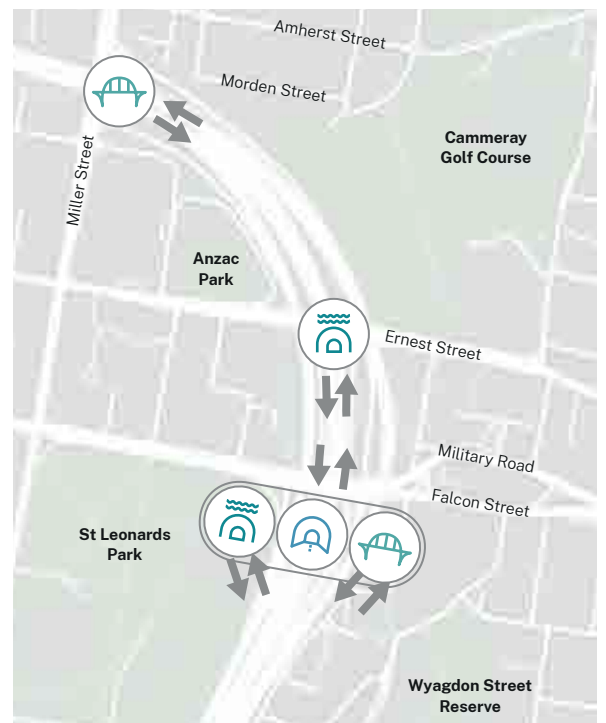 Amherst Street
Morden Street
Cammeray
Golf Course
Miller Street
Anzac
Park
Ernest Street
Military Road
Falcon Street
St Leonards
Park
Wyagdon Street
Reserve